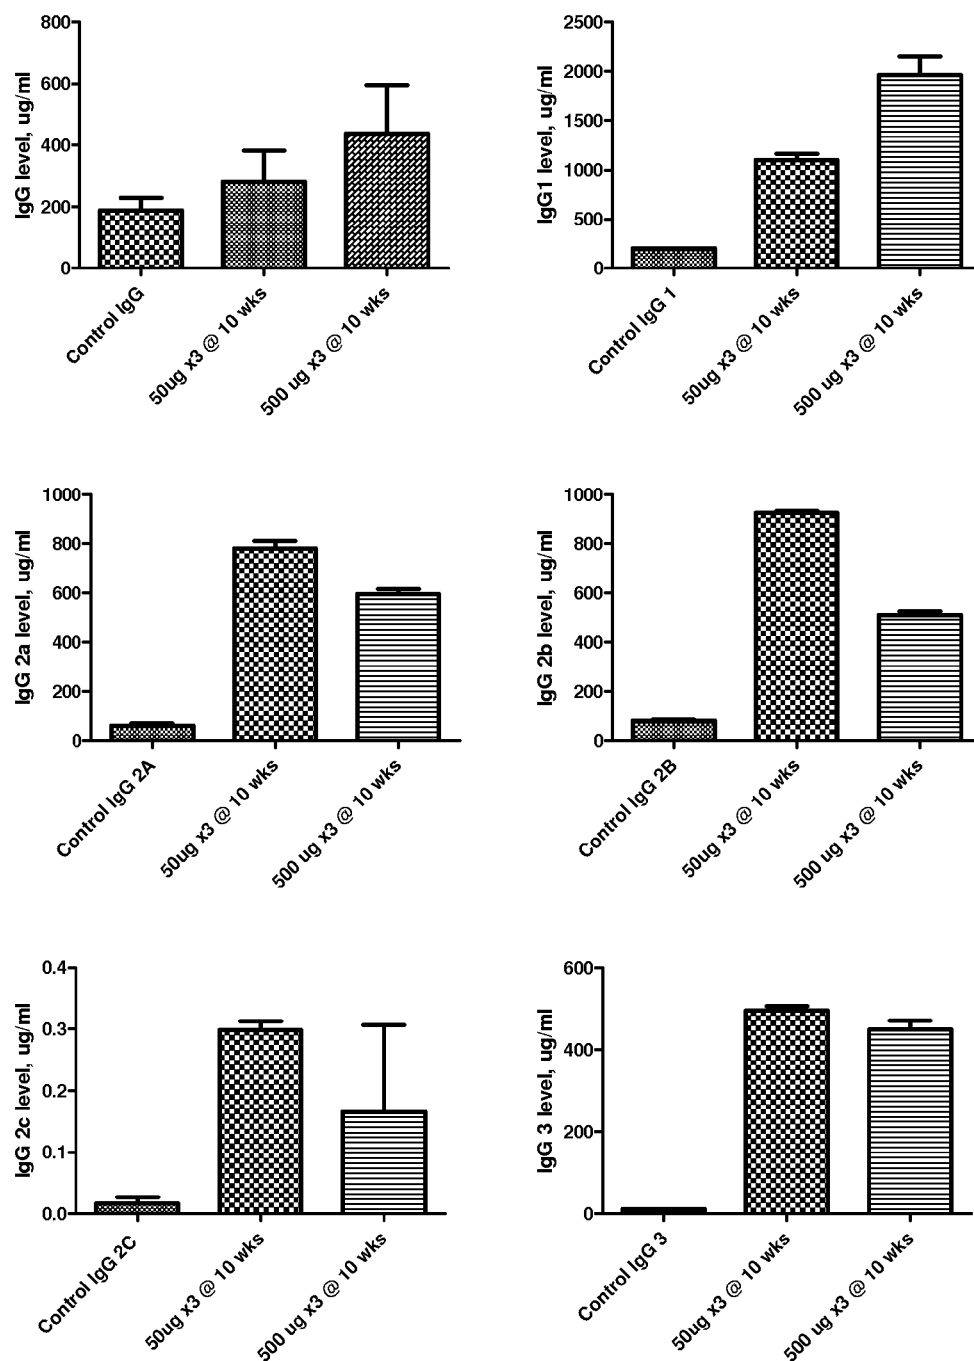 800
600
400
200
0
IgG level, ug/ml
Control IgG
50ug x3 @ 10 wks
500 ug x3 @ 10 wks
2500
2000
1500
1000
500
0
IgG1 level, ug/ml
Control IgG 1
50ug x3 @ 10 wks
500 ug x3 @ 10 wks
1000
800
600
400
200
0
IgG 2a level, ug/ml
Control IgG 2A
50ug x3 @ 10 wks
500 ug x3 @ 10 wks
1000
800
600
400
200
0
IgG 2b level, ug/ml
Control IgG 2B
50ug x3 @ 10 wks
500 ug x3 @ 10 wks
0.4
0.3
0.2
0.1
0.0
IgG 2c level, ug/ml
Control IgG 2C
50ug x3 @ 10 wks
500 ug x3 @ 10 wks
600
400
200
0
IgG 3 level, ug/ml
Control IgG 3
50ug x3 @ 10 wks
500 ug x3 @ 10 wks